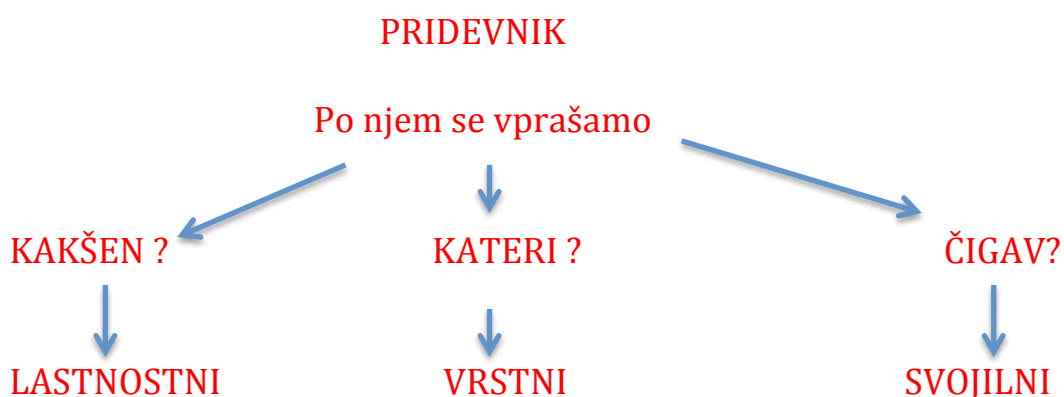 PRIDEVNIK
Po njem se vprašamo
KAKŠEN ? KATERI ? ČIGAV?
LASTNOSTNI VRSTNI SVOJILNI